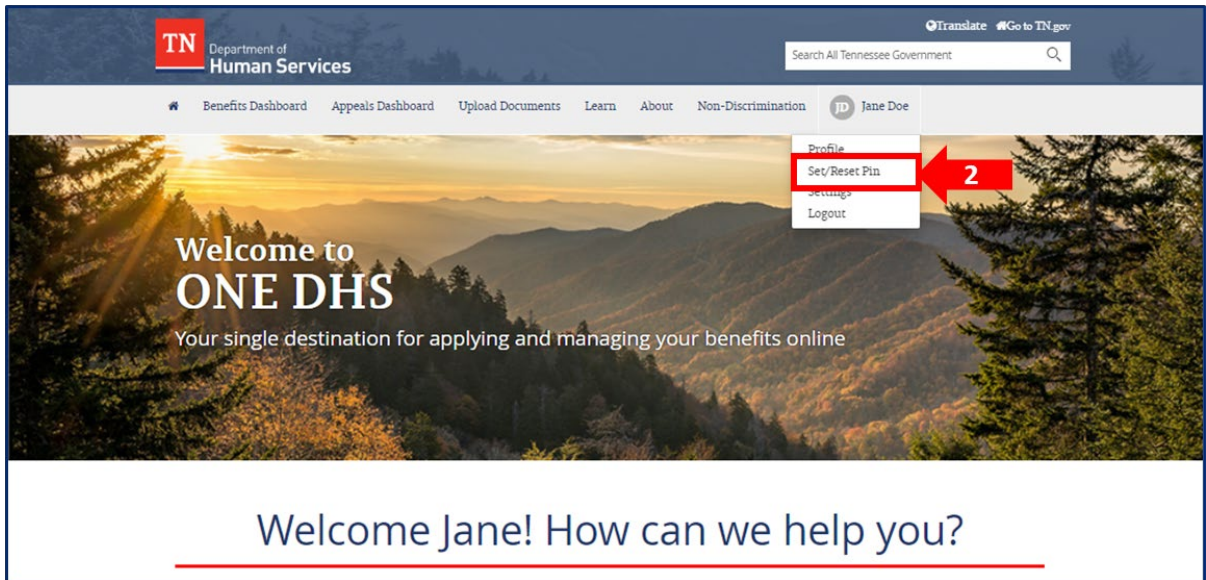 Translate Go to TN.gov
TN
Department of
Human Services
Search All Tennessee Government
Benefits Dashboard Appeals Dashboard Upload Documents Learn About Non-Discrimination JD Jane Doe
Profile
Set/Reset Pin
2
Settings
Logout
Welcome to
ONE DHS
Your single destination for applying and managing your benefits online
Welcome Jane! How can we help you?